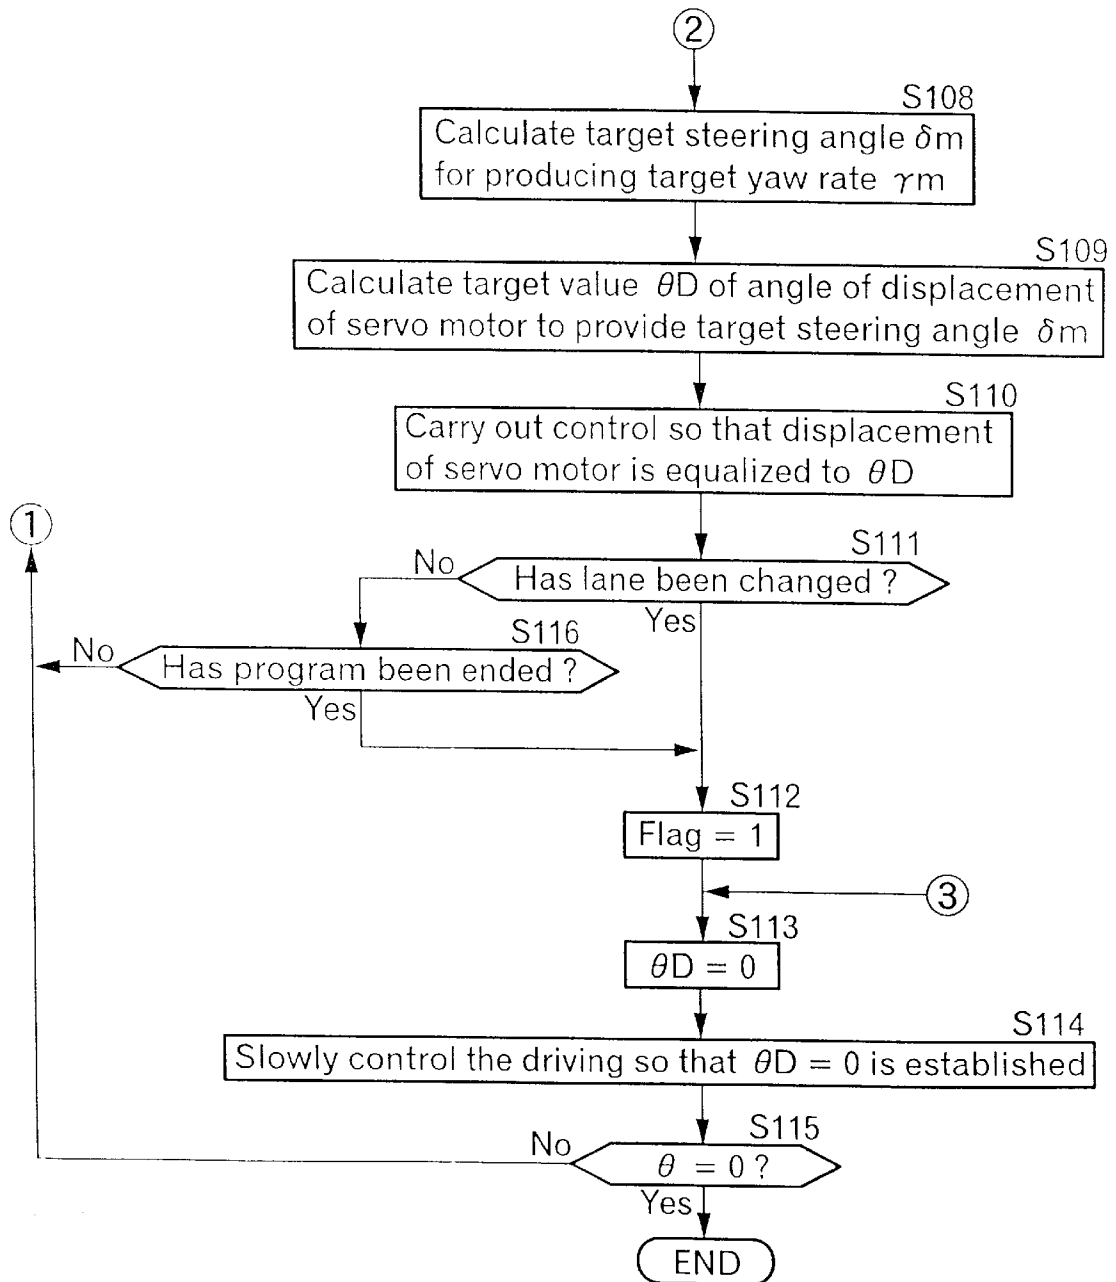 ②
S108
Calculate target steering angle δm
for producing target yaw rate γm
S109
Calculate target value θD of angle of displacement
of servo motor to provide target steering angle δm
S110
Carry out control so that displacement
of servo motor is equalized to θD
①
S111
No
Has lane been changed ?
Yes
S116
No
Has program been ended ?
Yes
S112
Flag = 1
③
S113
θD = 0
S114
Slowly control the driving so that θD = 0 is established
S115
No
θ = 0 ?
Yes
END